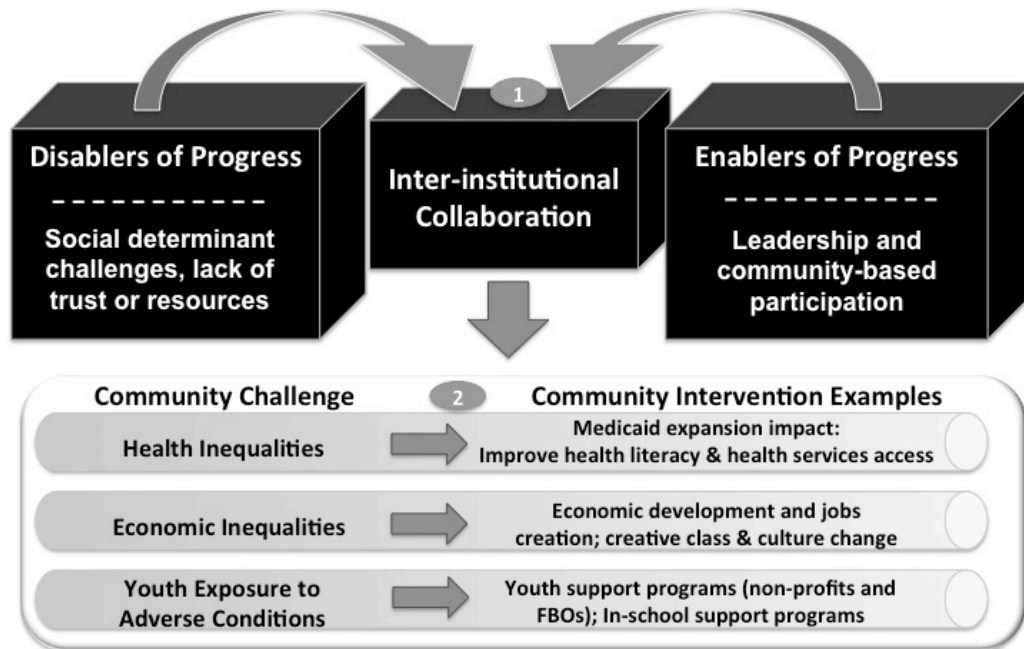 Disablers of Progress
Social determinant
challenges, lack of
trust or resources
1
Inter-institutional
Collaboration
Enablers of Progress
Leadership and
community-based
participation
Community Challenge
2
Community Intervention Examples
Health Inequalities
Medicaid expansion impact:
Improve health literacy & health services access
Economic Inequalities
Economic development and jobs
creation; creative class & culture change
Youth Exposure to
Adverse Conditions
Youth support programs (non-profits and
FBOs); In-school support programs